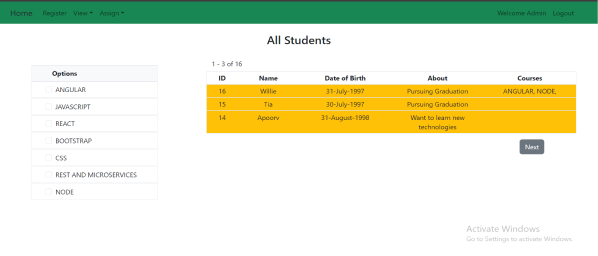 Home Register View Assign Welcome Admin Logout
All Students
1 - 3 of 16
Options
ANGULAR
JAVASCRIPT
REACT
BOOTSTRAP
CSS
REST AND MICROSERVICES
NODE
ID Name Date of Birth About Courses
16 Willie 31-July-1997 Pursuing Graduation ANGULAR, NODE,
15 Tia 30-July-1997 Pursuing Graduation
14 Apoorv 31-August-1998 Want to learn new
technologies
Next
Activate Windows
Go to Settings to activate Windows.